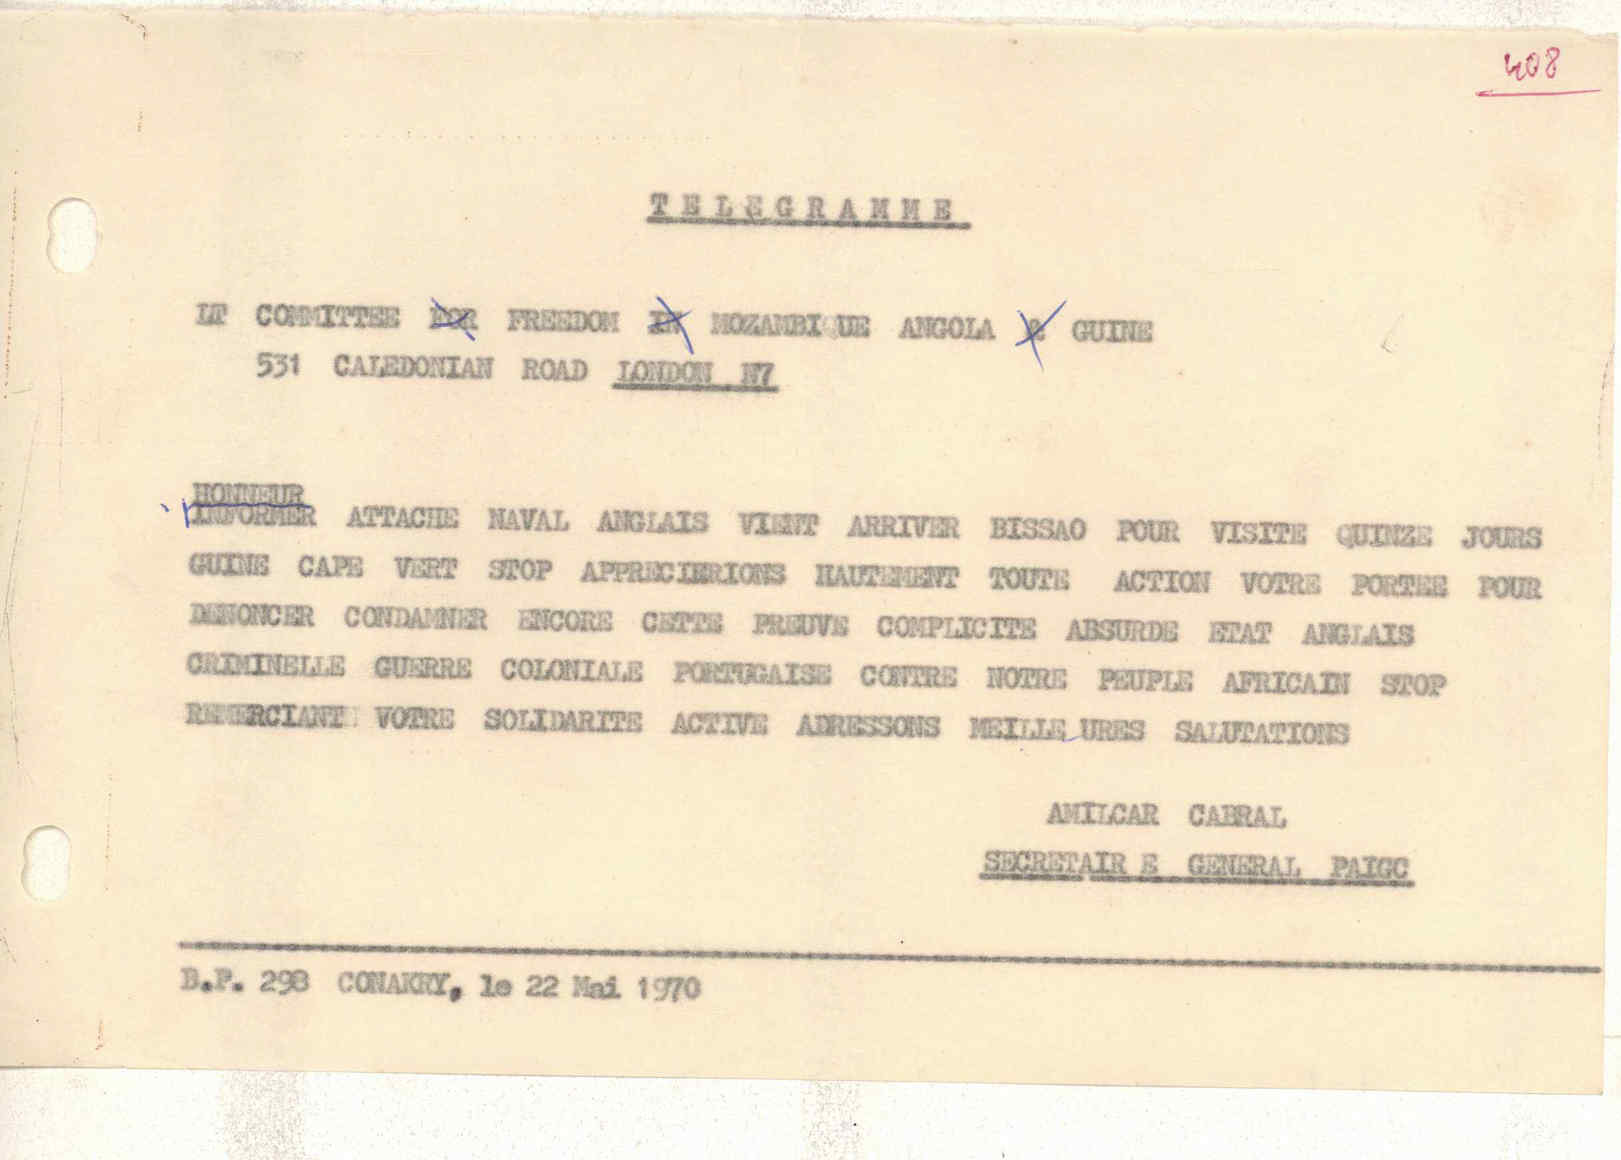 408
TELEGRAMME
LT COMMITTEE FOR FREEDOM IN MOZAMBIQUE ANGOLA & GUINE
531 CALEDONIAN ROAD LONDON N7
HONNEUR
INFORMER ATTACHE NAVAL ANGLAIS VIENT ARRIVER BISSAO POUR VISITE QUINZE JOURS
GUINE CAPE VERT STOP APPRECIERIONS HAUTEMENT TOUTE ACTION VOTRE PORTEE POUR
DENONCER CONDAMNER ENCORE CETTE PREUVE COMPLICITE ABSURDE ETAT ANGLAIS
CRIMINELLE GUERRE COLONIALE PORTUGAISE CONTRE NOTRE PEUPLE AFRICAIN STOP
REMERCIANT VOTRE SOLIDARITE ACTIVE ADRESSONS MEILLEURES SALUTATIONS
AMILCAR CABRAL
SECRETAIRE GENERAL PAIGC
B.P. 298 CONAKRY, le 22 Mai 1970